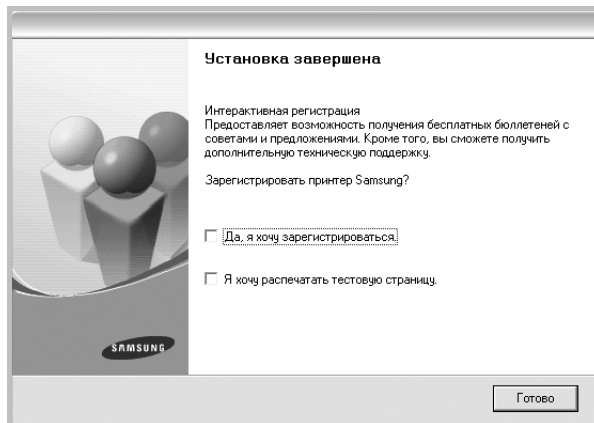 Установка завершена
Интерактивная регистрация
Предоставляет возможность получения бесплатных бюллетеней с
советами и предложениями. Кроме того, вы сможете получить
дополнительную техническую поддержку.
Зарегистрировать принтер Samsung?
Да, я хочу зарегистрироваться.
Я хочу распечатать тестовую страницу.
SAMSUNG
Готово